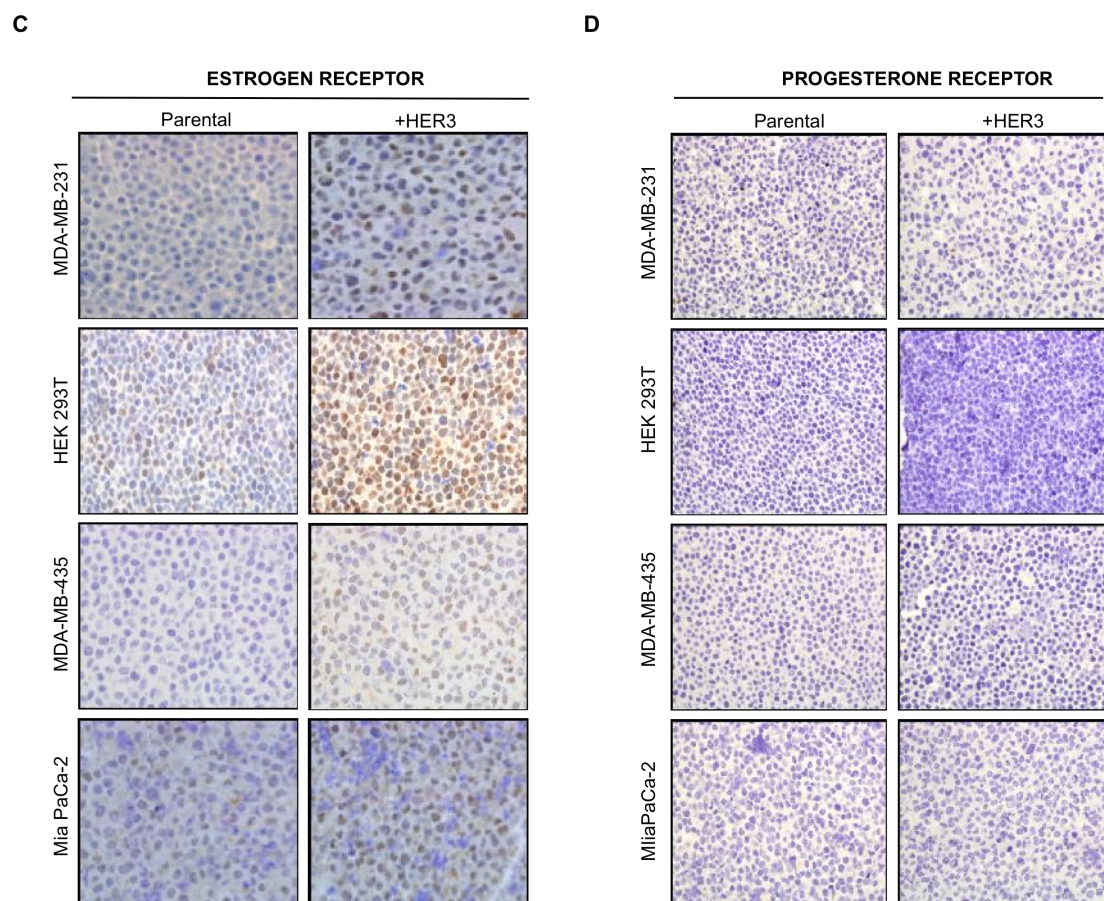 C
ESTROGEN RECEPTOR
Parental +HER3
MDA-MB-231
HEK 293T
MDA-MB-435
Mia PaCa-2
D
PROGESTERONE RECEPTOR
Parental +HER3
MDA-MB-231
HEK 293T
MDA-MB-435
MIiaPaCa-2